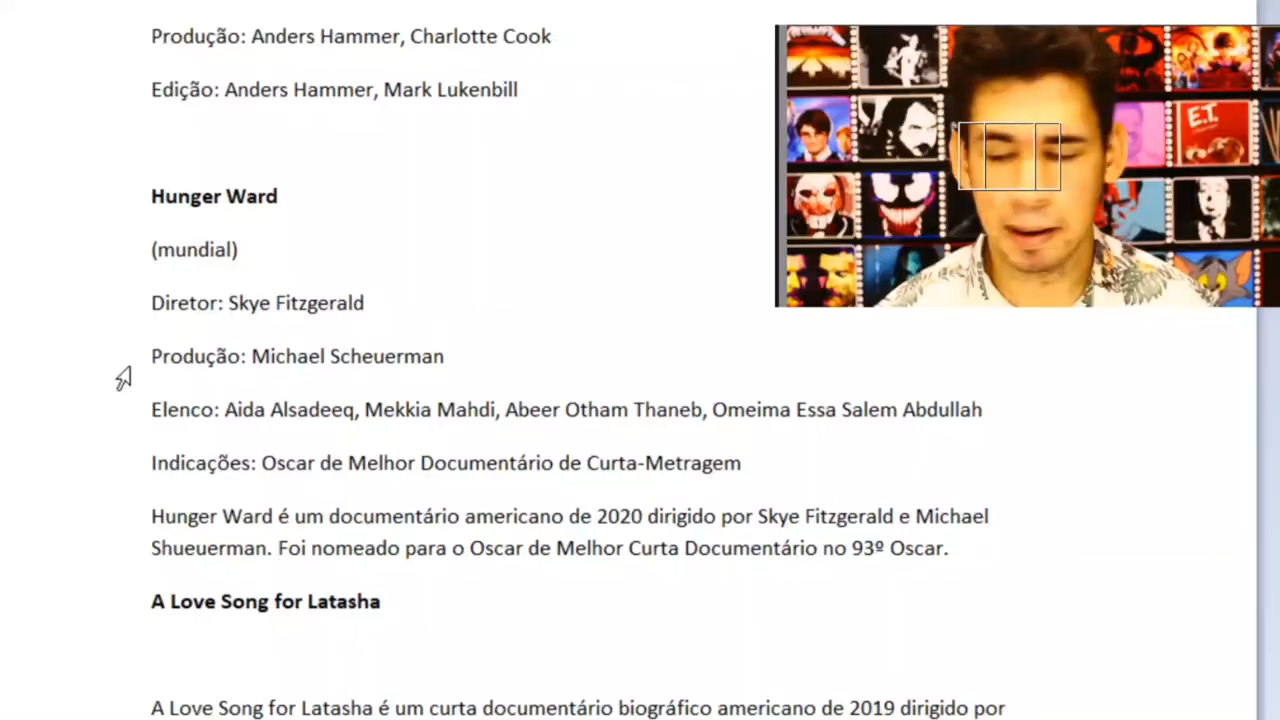 Produção: Anders Hammer, Charlotte Cook
Edição: Anders Hammer, Mark Lukenbill
Hunger Ward
(mundial)
Diretor: Skye Fitzgerald
Produção: Michael Scheuerman
Elenco: Aida Alsadeeq, Mekkia Mahdi, Abeer Otham Thaneb, Omeima Essa Salem Abdullah
Indicações: Oscar de Melhor Documentário de Curta-Metragem
Hunger Ward é um documentário americano de 2020 dirigido por Skye Fitzgerald e Michael
Shueuerman. Foi nomeado para o Oscar de Melhor Curta Documentário no 93º Oscar.
A Love Song for Latasha
A Love Song for Latasha é um curta documentário biográfico americano de 2019 dirigido por
E.T.